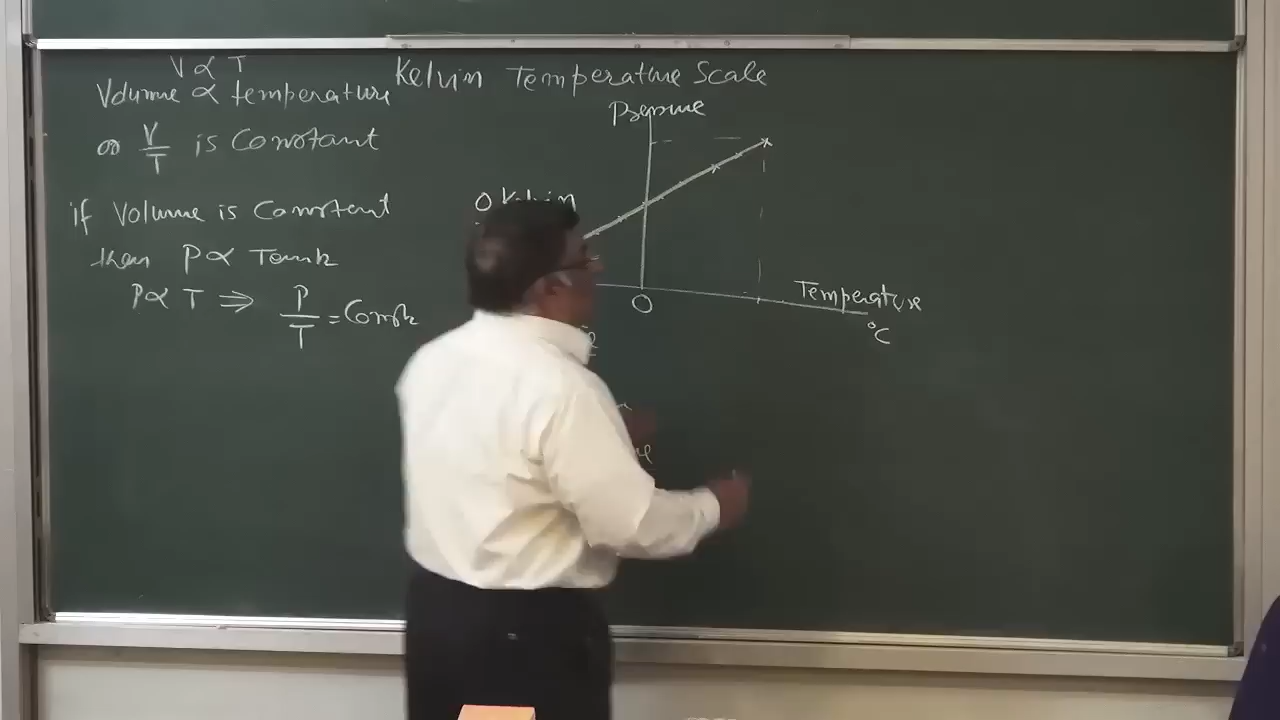 V ∝ T
Volume ∝ temperature
or V/T is Constant
if Volume is Constant
then P ∝ Temp
P ∝ T ⇒ P/T = Const
Kelvin Temperature Scale
Pressure
0 Kelvin
0
Temperature
°C